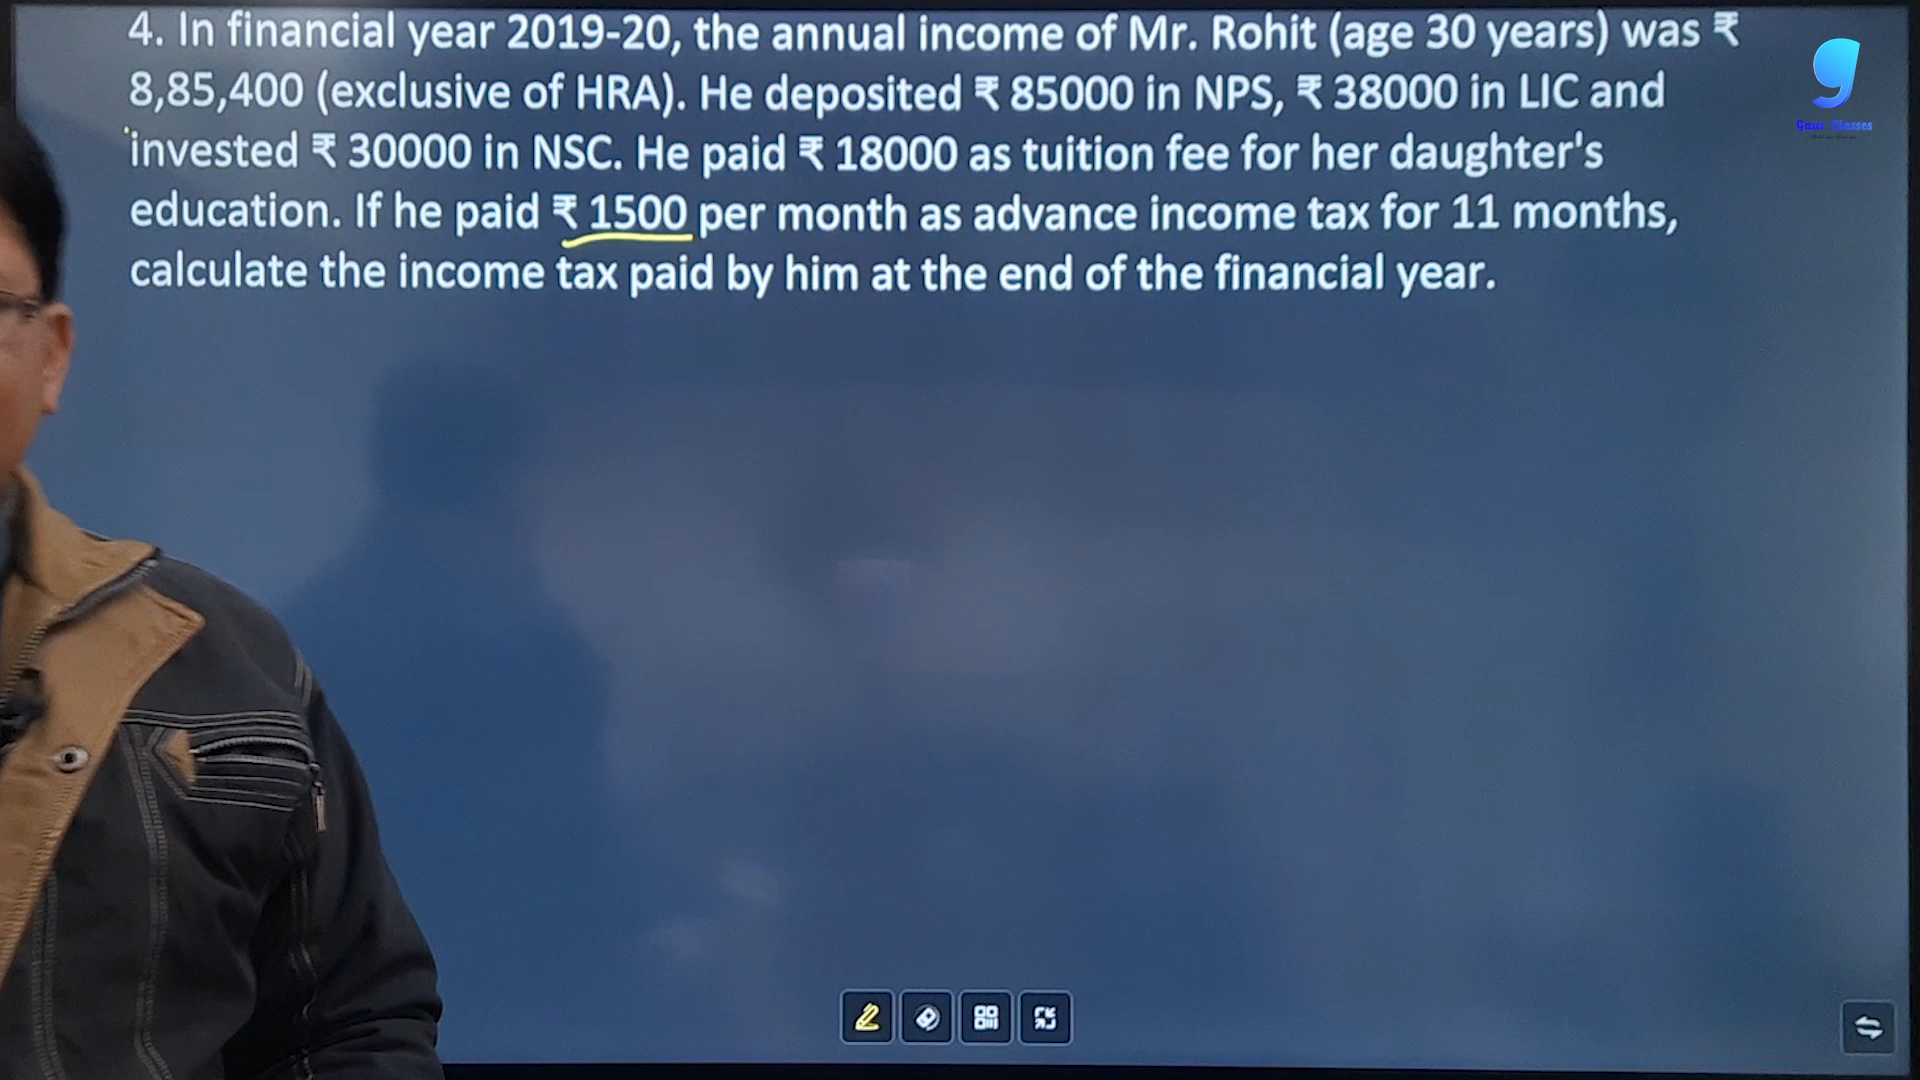 4. In financial year 2019-20, the annual income of Mr. Rohit (age 30 years) was ₹
8,85,400 (exclusive of HRA). He deposited ₹ 85000 in NPS, ₹ 38000 in LIC and
invested ₹ 30000 in NSC. He paid ₹ 18000 as tuition fee for her daughter's
education. If he paid ₹ 1500 per month as advance income tax for 11 months,
calculate the income tax paid by him at the end of the financial year.
g
Gaur Classes